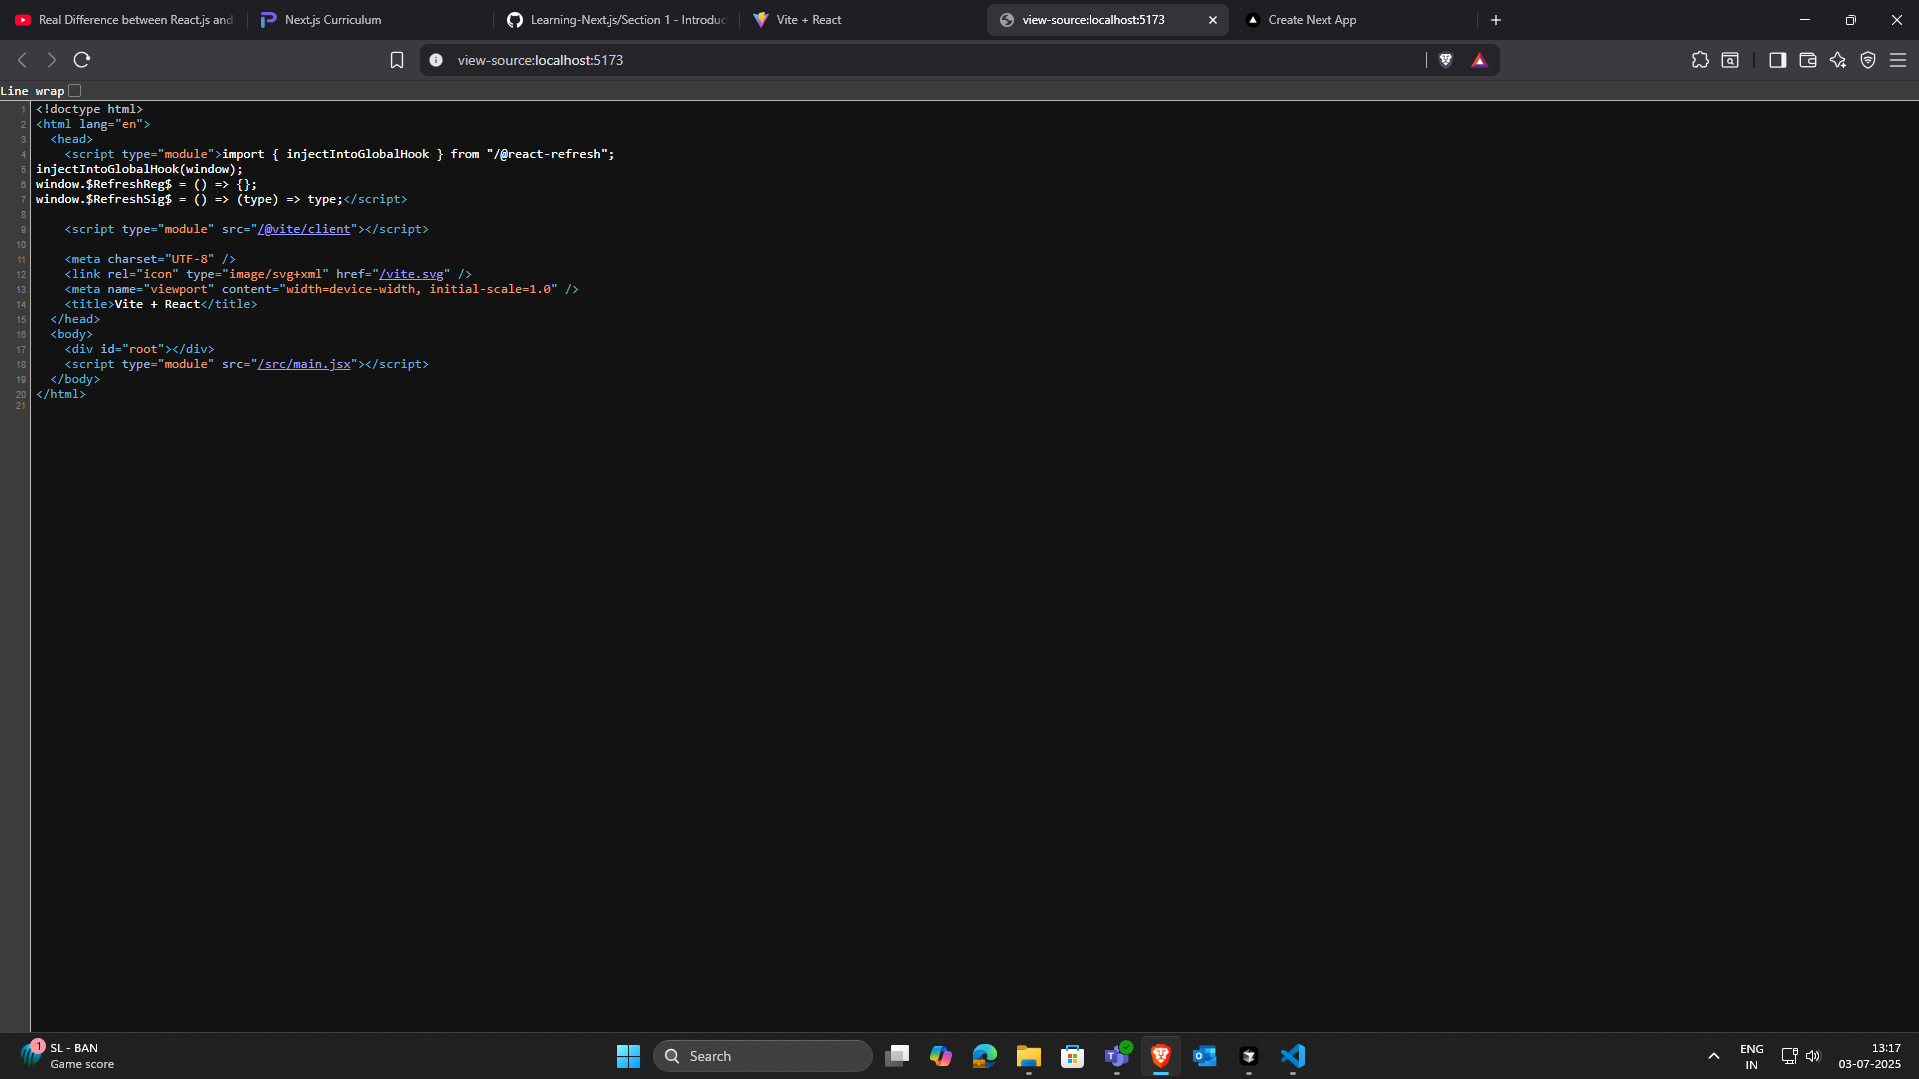 Real Difference between React.js and
Next.js Curriculum
Learning-Next.js/Section 1 - Introduc
Vite + React
view-source:localhost:5173
Create Next App
view-source:localhost:5173
Line wrap
1 <!doctype html>
2 <html lang="en">
3 <head>
4 <script type="module">import { injectIntoGlobalHook } from "/@react-refresh";
5 injectIntoGlobalHook(window);
6 window.$RefreshReg$ = () => {};
7 window.$RefreshSig$ = () => (type) => type;</script>
8
9 <script type="module" src="/@vite/client"></script>
10
11 <meta charset="UTF-8" />
12 <link rel="icon" type="image/svg+xml" href="/vite.svg" />
13 <meta name="viewport" content="width=device-width, initial-scale=1.0" />
14 <title>Vite + React</title>
15 </head>
16 <body>
17 <div id="root"></div>
18 <script type="module" src="/src/main.jsx"></script>
19 </body>
20 </html>
21
1
SL - BAN
Game score
Search
ENG
IN
13:17
03-07-2025